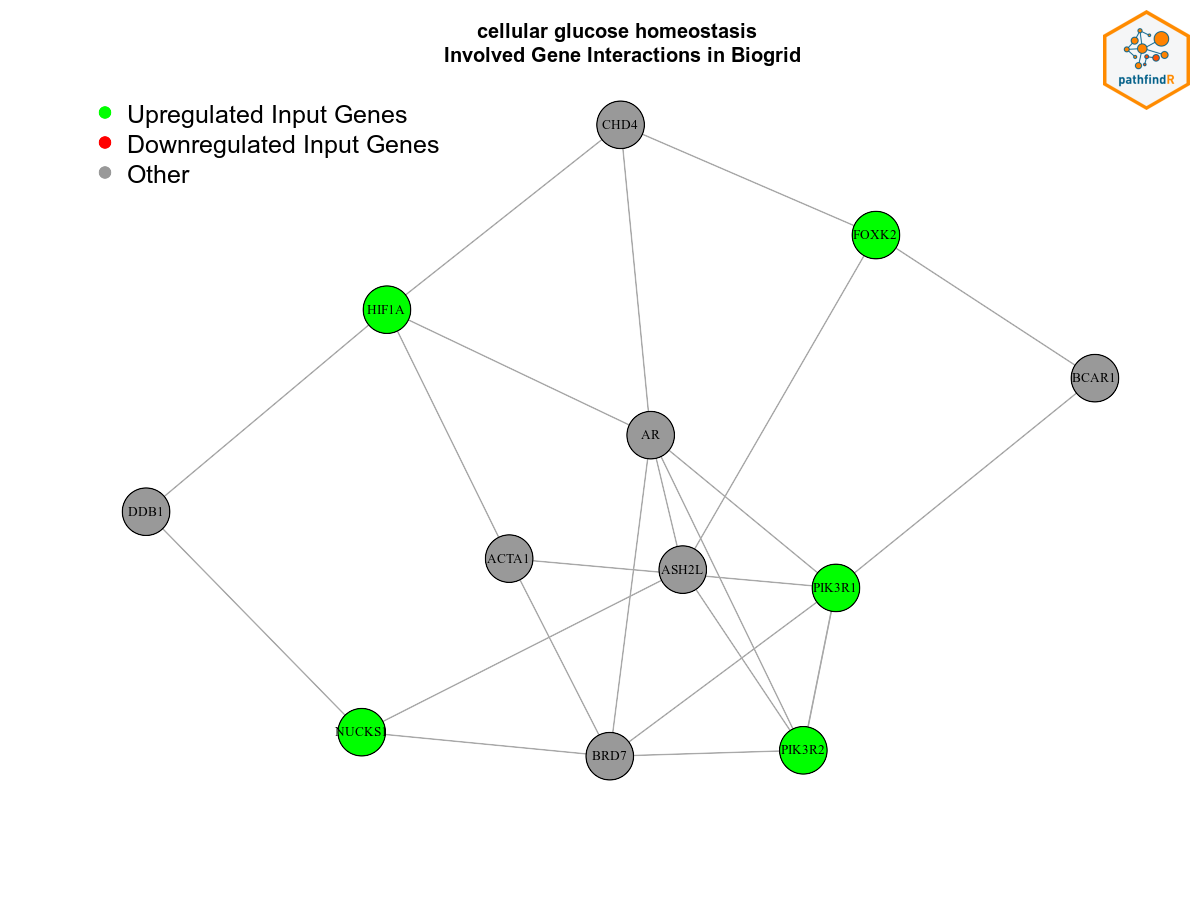 cellular glucose homeostasis
Involved Gene Interactions in Biogrid
pathfindR
Upregulated Input Genes
Downregulated Input Genes
Other
CHD4
FOXK2
HIF1A
BCAR1
AR
DDB1
ACTA1
ASH2L
PIK3R1
NUCKS1
BRD7
PIK3R2